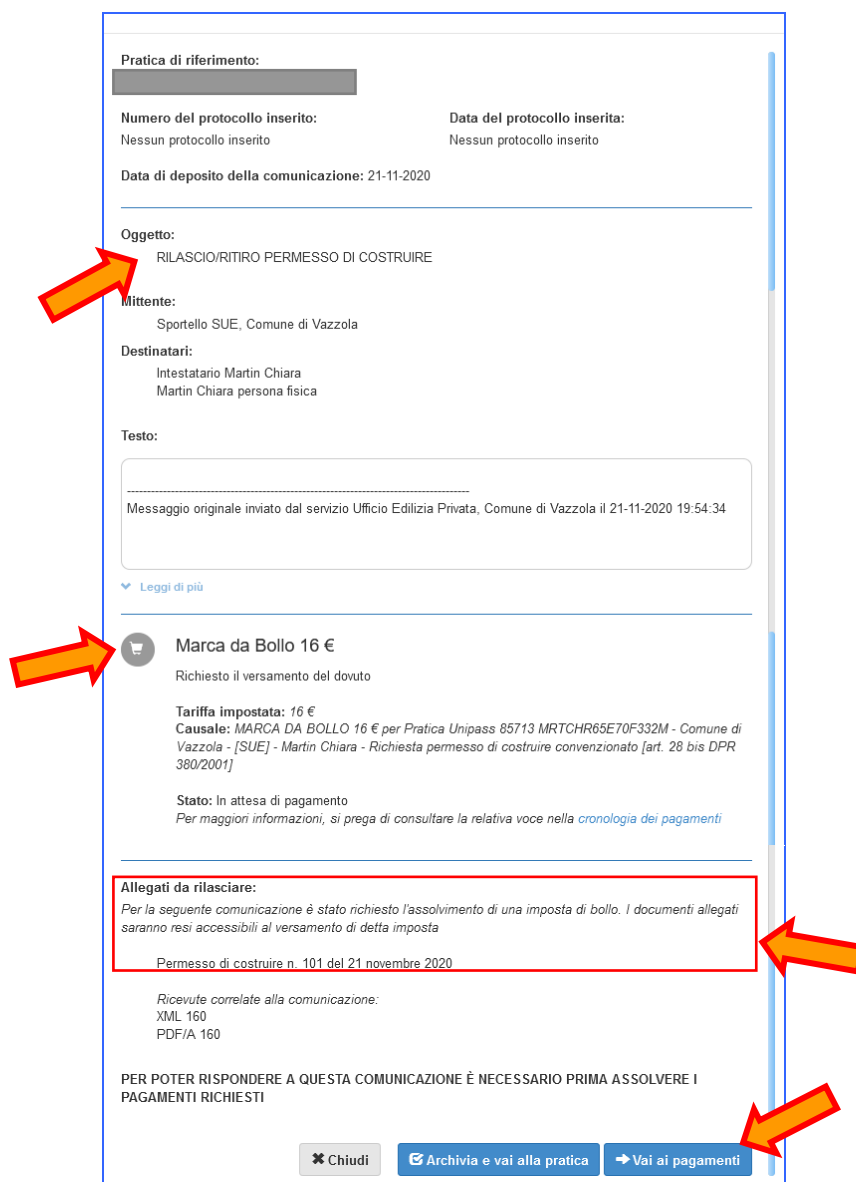 Pratica di riferimento:
Numero del protocollo inserito:
Data del protocollo inserita:
Nessun protocollo inserito
Nessun protocollo inserito
Data di deposito della comunicazione: 21-11-2020
Oggetto:
RILASCIO/RITIRO PERMESSO DI COSTRUIRE
Mittente:
Sportello SUE, Comune di Vazzola
Destinatari:
Intestatario Martin Chiara
Martin Chiara persona fisica
Testo:
--------------------------------------------------------------------------------------
Messaggio originale inviato dal servizio Ufficio Edilizia Privata, Comune di Vazzola il 21-11-2020 19:54:34
Leggi di più
Marca da Bollo 16 €
Richiesto il versamento del dovuto
Tariffa impostata: 16 €
Causale: MARCA DA BOLLO 16 € per Pratica Unipass 85713 MRTCHR65E70F332M - Comune di
Vazzola - [SUE] - Martin Chiara - Richiesta permesso di costruire convenzionato [art. 28 bis DPR
380/2001]
Stato: In attesa di pagamento
Per maggiori informazioni, si prega di consultare la relativa voce nella cronologia dei pagamenti
Allegati da rilasciare:
Per la seguente comunicazione è stato richiesto l'assolvimento di una imposta di bollo. I documenti allegati
saranno resi accessibili al versamento di detta imposta
Permesso di costruire n. 101 del 21 novembre 2020
Ricevute correlate alla comunicazione:
XML 160
PDF/A 160
PER POTER RISPONDERE A QUESTA COMUNICAZIONE È NECESSARIO PRIMA ASSOLVERE I
PAGAMENTI RICHIESTI
Chiudi
Archivia e vai alla pratica
Vai ai pagamenti